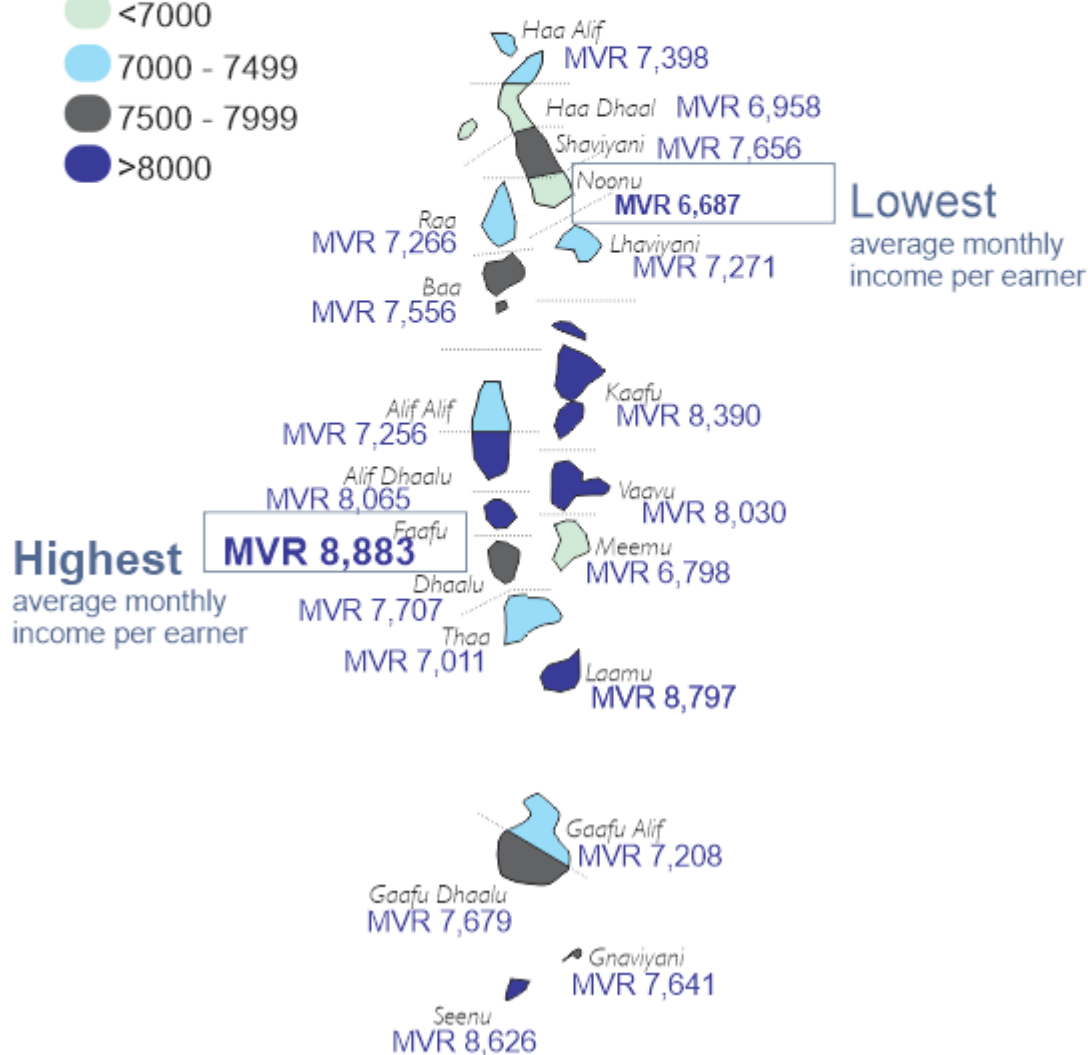 <7000
7000 - 7499
7500 - 7999
>8000
Haa Alif
MVR 7,398
Haa Dhaal
MVR 6,958
Shaviyani
MVR 7,656
Noonu
MVR 6,687
Lowest
average monthly
income per earner
Raa
MVR 7,266
Lhaviyani
MVR 7,271
Baa
MVR 7,556
Kaafu
MVR 8,390
Alif Alif
MVR 7,256
Alif Dhaalu
MVR 8,065
Vaavu
MVR 8,030
Faafu
MVR 8,883
Highest
average monthly
income per earner
Meemu
MVR 6,798
Dhaalu
MVR 7,707
Thaa
MVR 7,011
Laamu
MVR 8,797
Gaafu Alif
MVR 7,208
Gaafu Dhaalu
MVR 7,679
Gnaviyani
MVR 7,641
Seenu
MVR 8,626